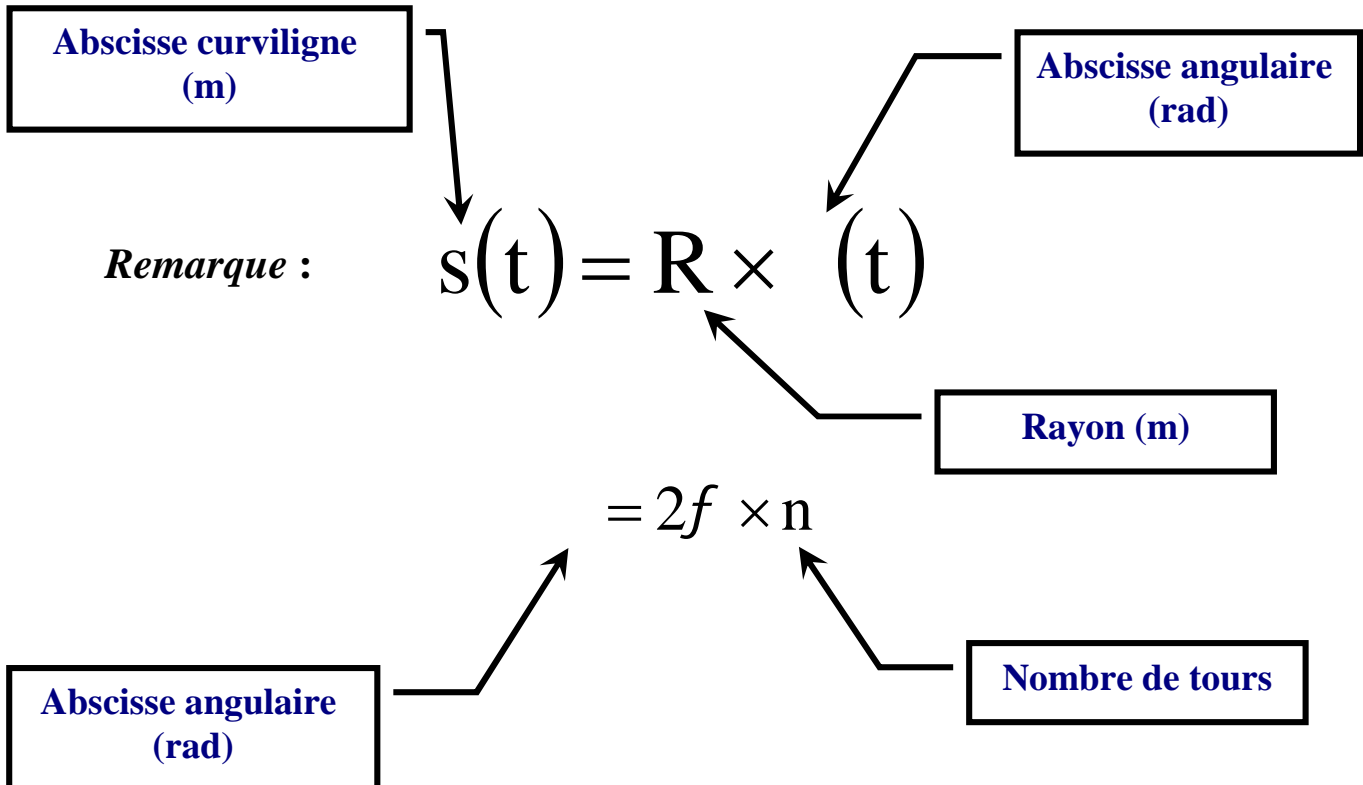 Abscisse curviligne
(m)
Abscisse angulaire
(rad)
Remarque : s(t) = R × (t)
Rayon (m)
= 2f × n
Abscisse angulaire
(rad)
Nombre de tours